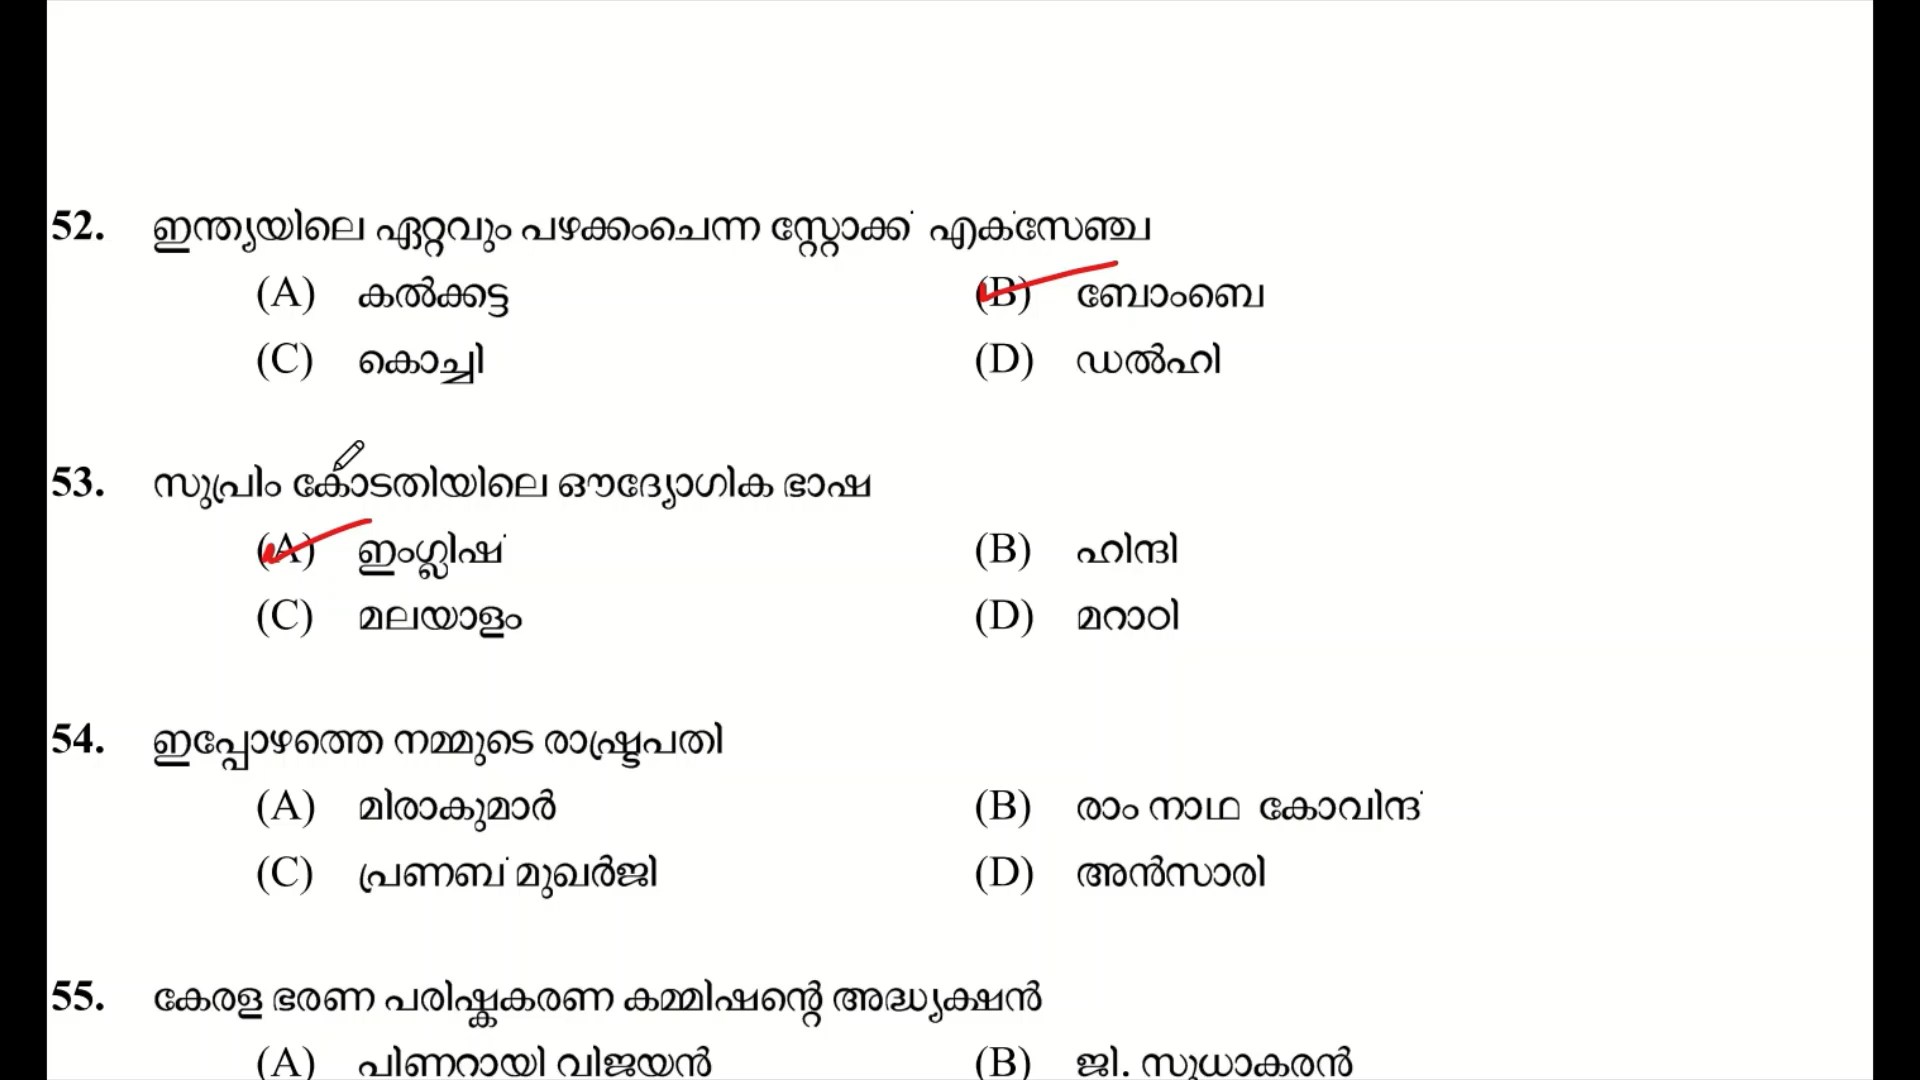 52. ഇന്ത്യയിലെ ഏറ്റവും പഴക്കംചെന്ന സ്റ്റോക്ക് എക്സേഞ്ച
(A) കൽക്കട്ട (B) ബോംബെ
(C) കൊച്ചി (D) ഡൽഹി
53. സുപ്രിം കോടതിയിലെ ഔദ്യോഗിക ഭാഷ
(A) ഇംഗ്ലിഷ് (B) ഹിന്ദി
(C) മലയാളം (D) മറാഠി
54. ഇപ്പോഴത്തെ നമ്മുടെ രാഷ്ട്രപതി
(A) മിരാകുമാർ (B) രാം നാഥ കോവിന്ദ്
(C) പ്രണബ് മുഖർജി (D) അൻസാരി
55. കേരള ഭരണ പരിഷ്കകരണ കമ്മിഷന്റെ അദ്ധ്യക്ഷൻ
(A) പിണറായി വിജയൻ (B) ജി. സുധാകരൻ